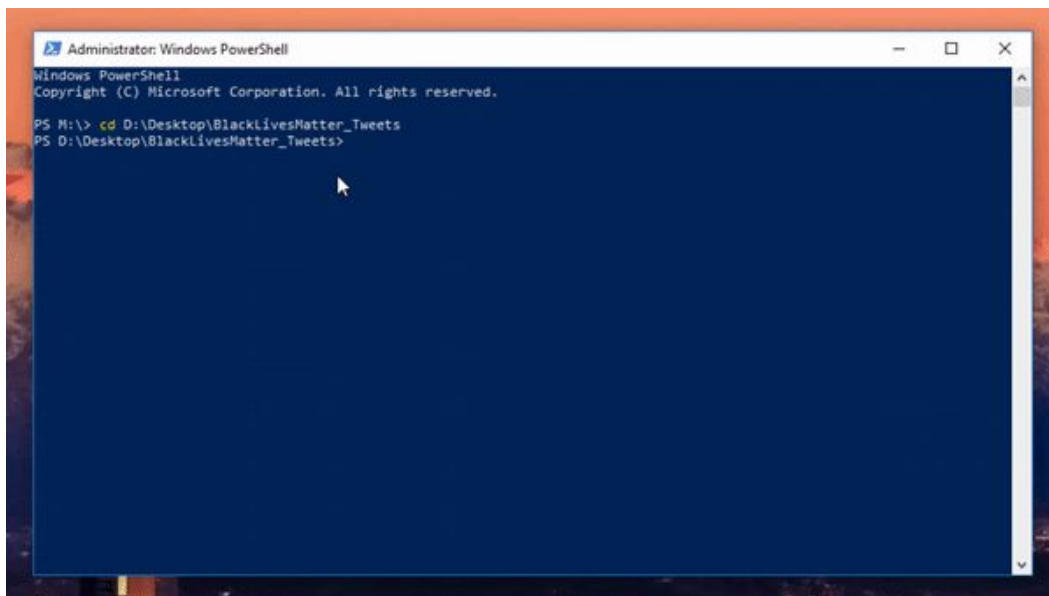 Administrator: Windows PowerShell
Windows PowerShell
Copyright (C) Microsoft Corporation. All rights reserved.
PS M:\> cd D:\Desktop\BlackLivesMatter_Tweets
PS D:\Desktop\BlackLivesMatter_Tweets>